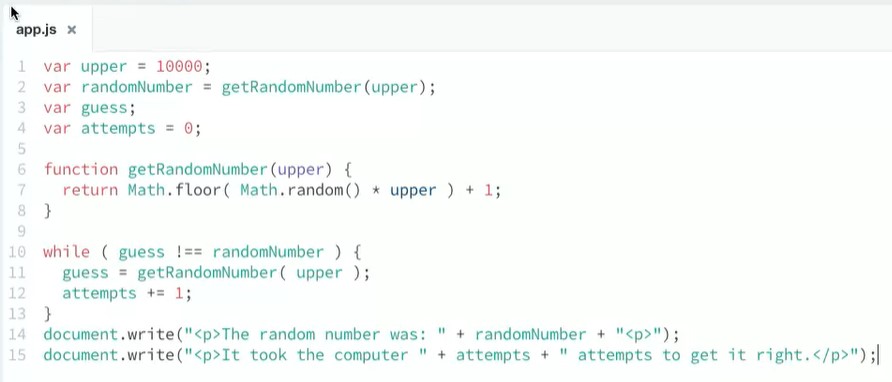 app.js ×
1 var upper = 10000;
2 var randomNumber = getRandomNumber(upper);
3 var guess;
4 var attempts = 0;
5
6 function getRandomNumber(upper) {
7   return Math.floor( Math.random() * upper ) + 1;
8 }
9
10 while ( guess !== randomNumber ) {
11   guess = getRandomNumber( upper );
12   attempts += 1;
13 }
14 document.write("<p>The random number was: " + randomNumber + "<p>");
15 document.write("<p>It took the computer " + attempts + " attempts to get it right.</p>");